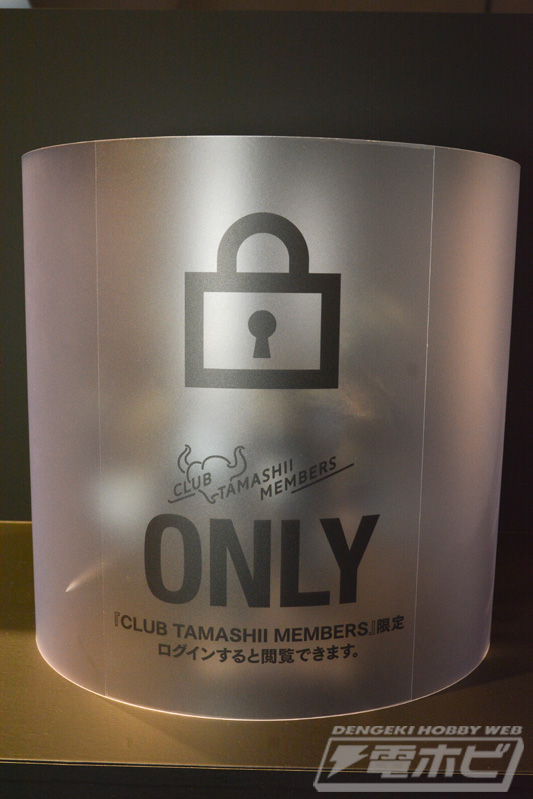 CLUB
TAMASHII
MEMBERS
ONLY
『CLUB TAMASHII MEMBERS』限定
ログインすると閲覧できます。
DENGEKI HOBBY WEB
電ホビ